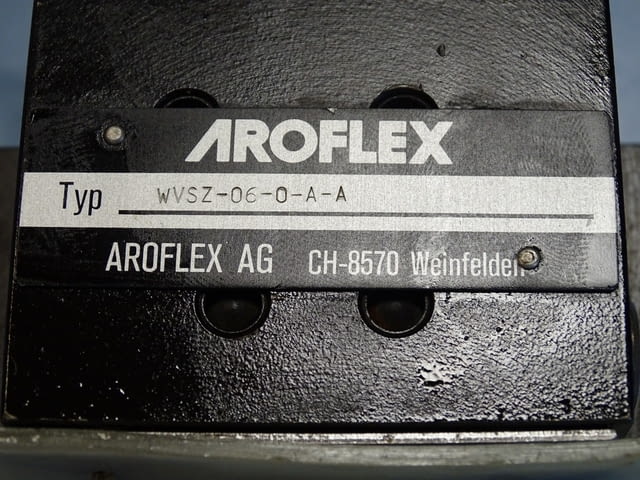 AROFLEX
Typ WVSZ-06-0-A-A
AROFLEX AG CH-8570 Weinfelden